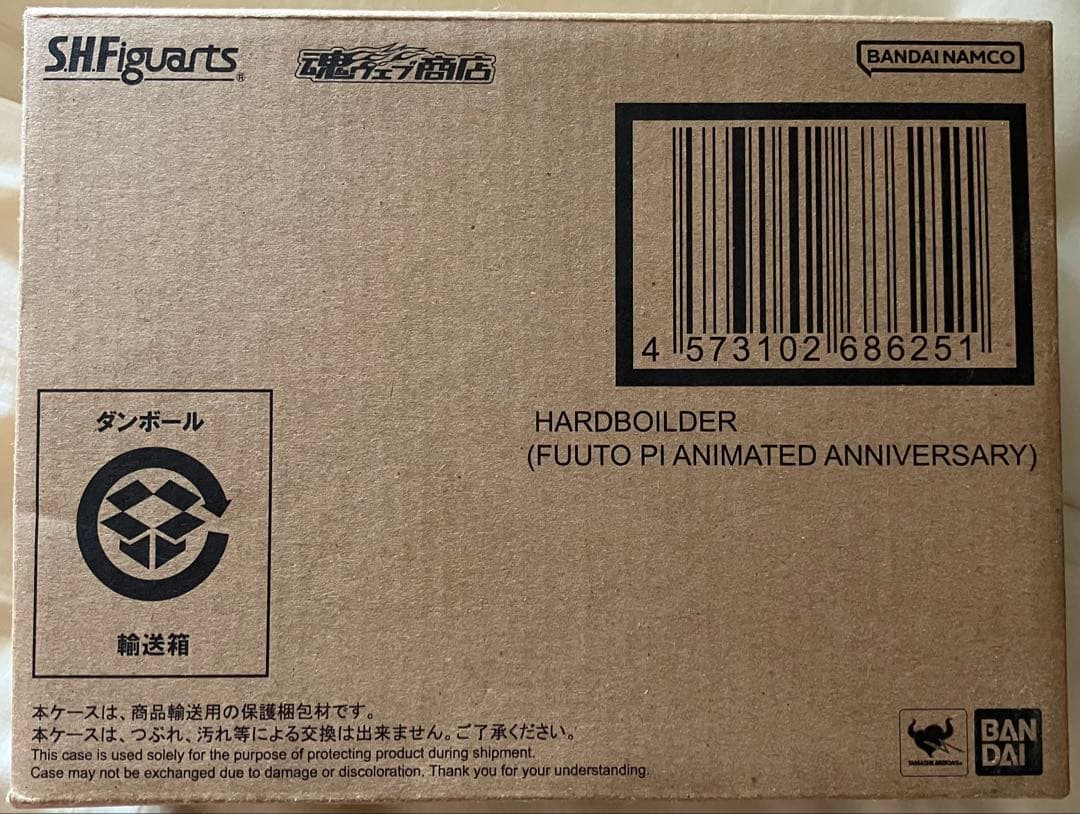 S.H.Figuarts®
魂ウェブ商店
BANDAI NAMCO
4 573102 686251
HARDBOILDER
(FUUTO PI ANIMATED ANNIVERSARY)
ダンボール
輸送箱
本ケースは、商品輸送用の保護梱包材です。
本ケースは、つぶれ、汚れ等による交換は出来ません。ご了承ください。
This case is used solely for the purpose of protecting product during shipment.
Case may not be exchanged due to damage or discoloration. Thank you for your understanding.
TAMASHII NATIONS
BAN
DAI